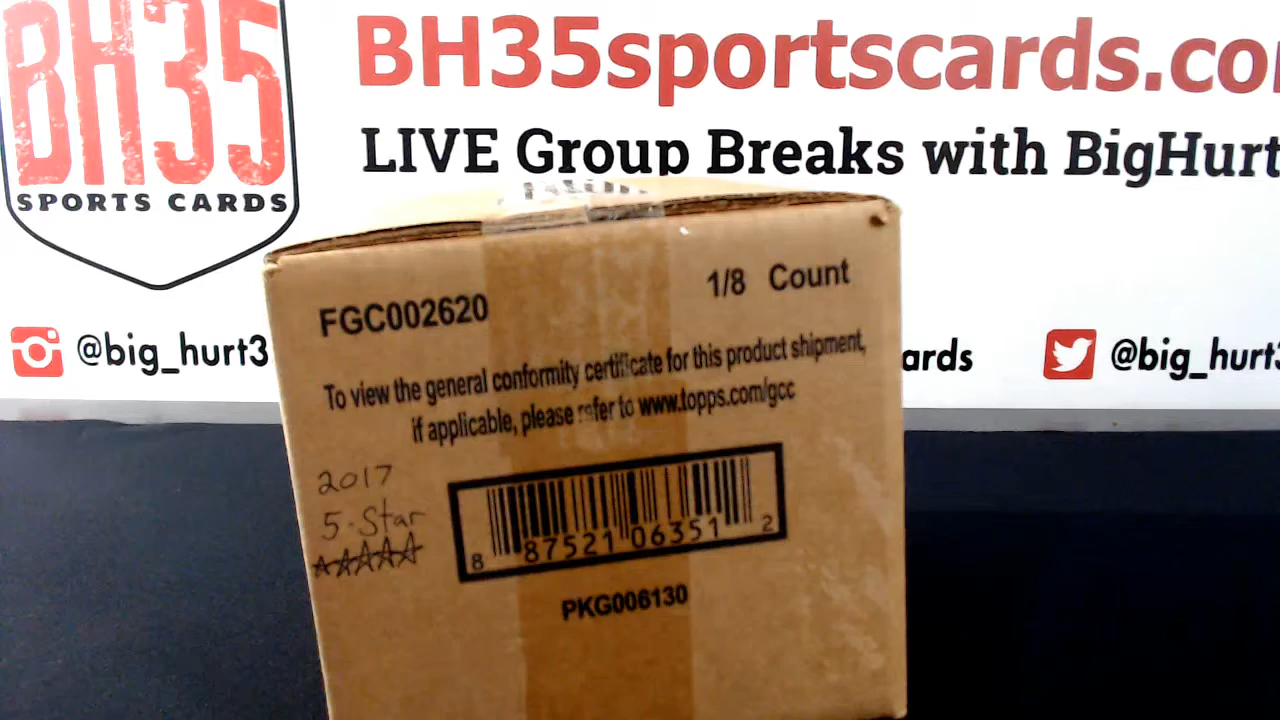 BH35
SPORTS CARDS
BH35sportscards.co
LIVE Group Breaks with BigHurt
@big_hurt3
ards
@big_hurt3
FGC002620
1/8 Count
To view the general conformity certificate for this product shipment,
if applicable, please refer to www.topps.com/gcc
2017
5-Star
8 87521 06351 2
PKG006130